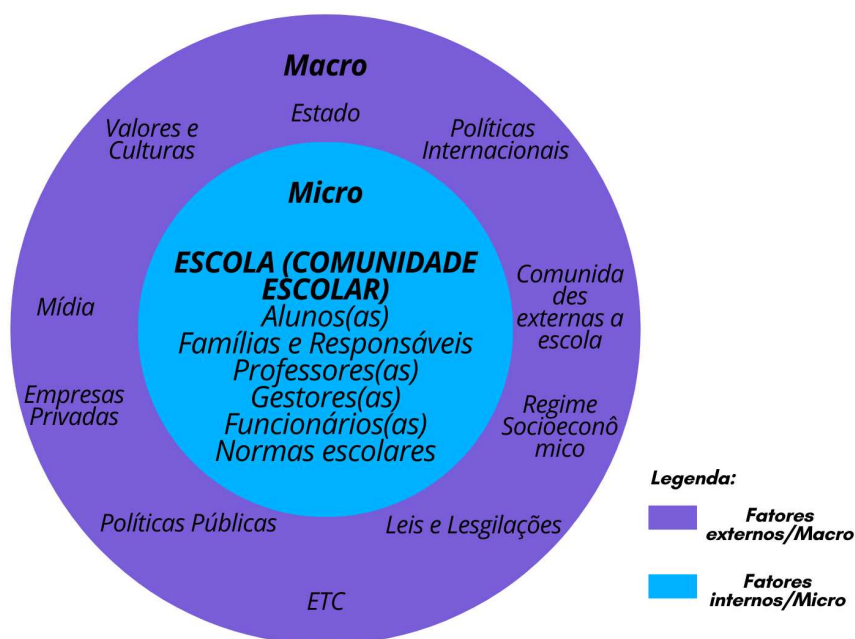 Macro
Estado
Valores e
Culturas
Políticas
Internacionais
Micro
ESCOLA (COMUNIDADE
ESCOLAR)
Alunos(as)
Famílias e Responsáveis
Professores(as)
Gestores(as)
Funcionários(as)
Normas escolares
Mídia
Comunida
des
externas a
escola
Empresas
Privadas
Regime
Socioeconô
mico
Políticas Públicas
Leis e Lesgilações
ETC
Legenda:
Fatores
externos/Macro
Fatores
internos/Micro